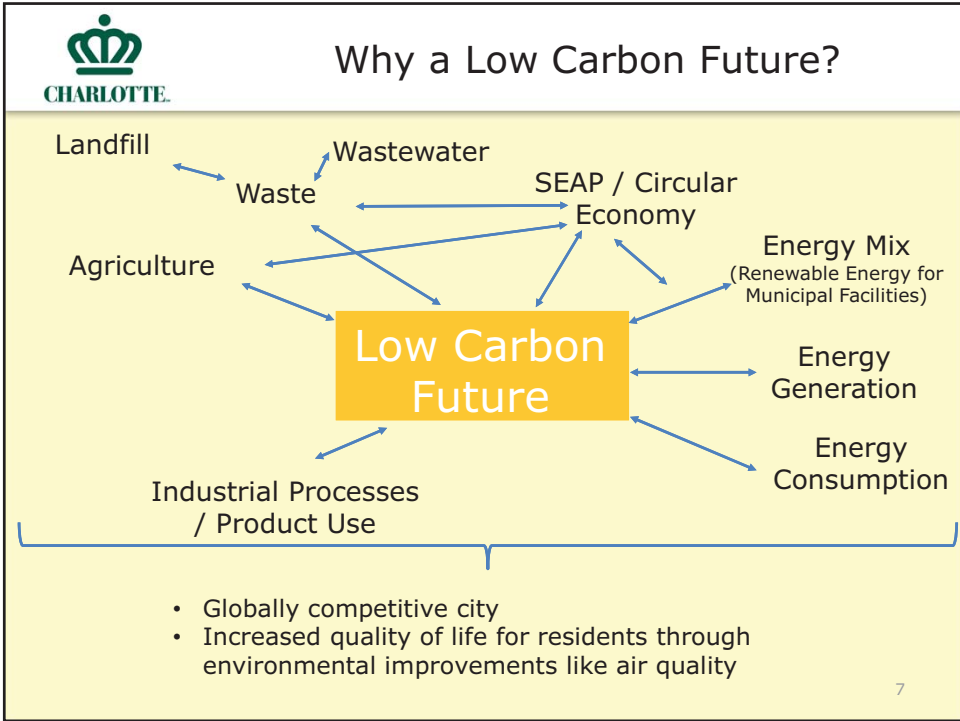 CHARLOTTE™
Why a Low Carbon Future?
Landfill
Wastewater
Waste
SEAP / Circular
Economy
Agriculture
Energy Mix
(Renewable Energy for
Municipal Facilities)
Low Carbon
Future
Energy
Generation
Energy
Consumption
Industrial Processes
/ Product Use
• Globally competitive city
• Increased quality of life for residents through
environmental improvements like air quality
7